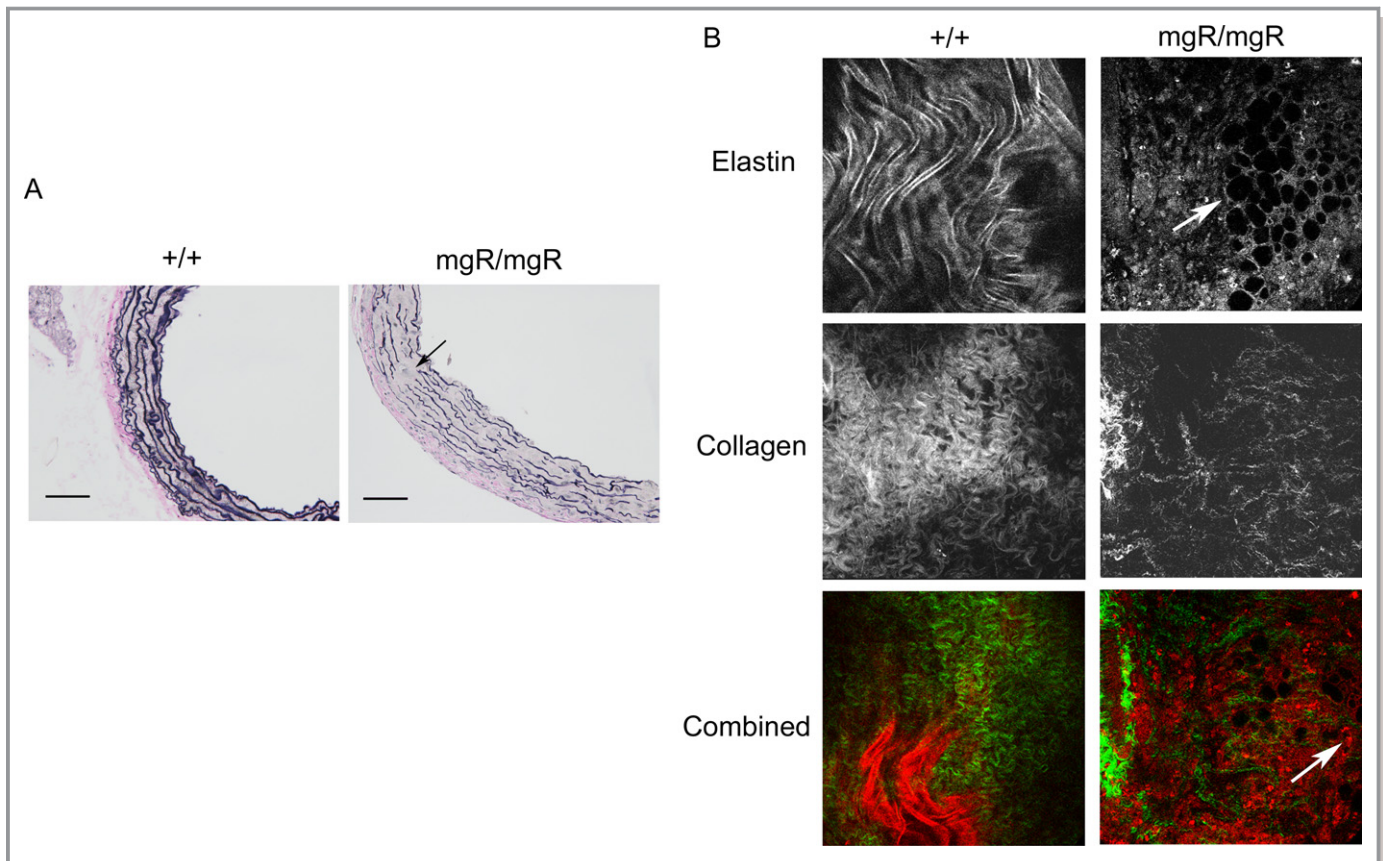 A
+/+ mgR/mgR
B
+/+ mgR/mgR
Elastin
Collagen
Combined